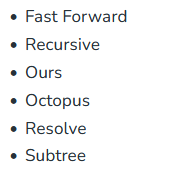 • Fast Forward
• Recursive
• Ours
• Octopus
• Resolve
• Subtree